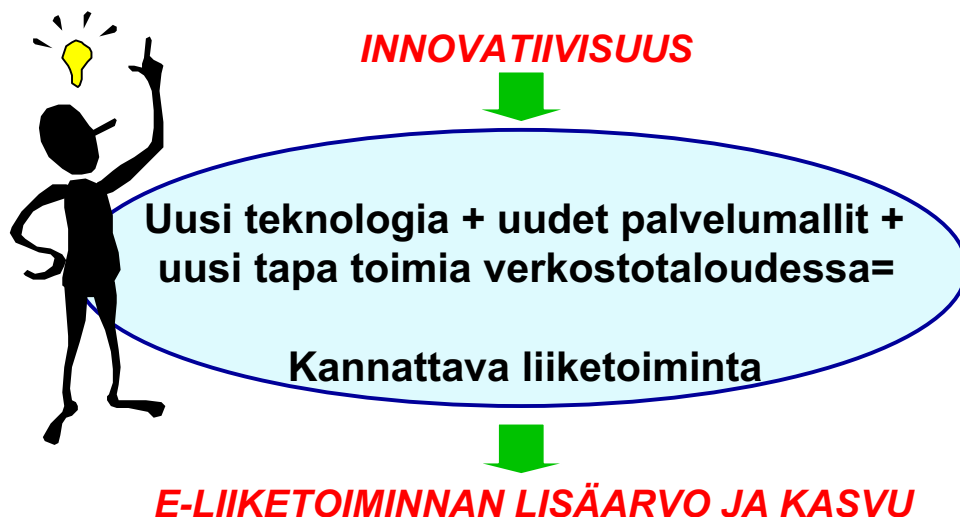 INNOVATIIVISUUS
Uusi teknologia + uudet palvelumallit +
uusi tapa toimia verkostotaloudessa=
Kannattava liiketoiminta
E-LIIKETOIMINNAN LISÄARVO JA KASVU